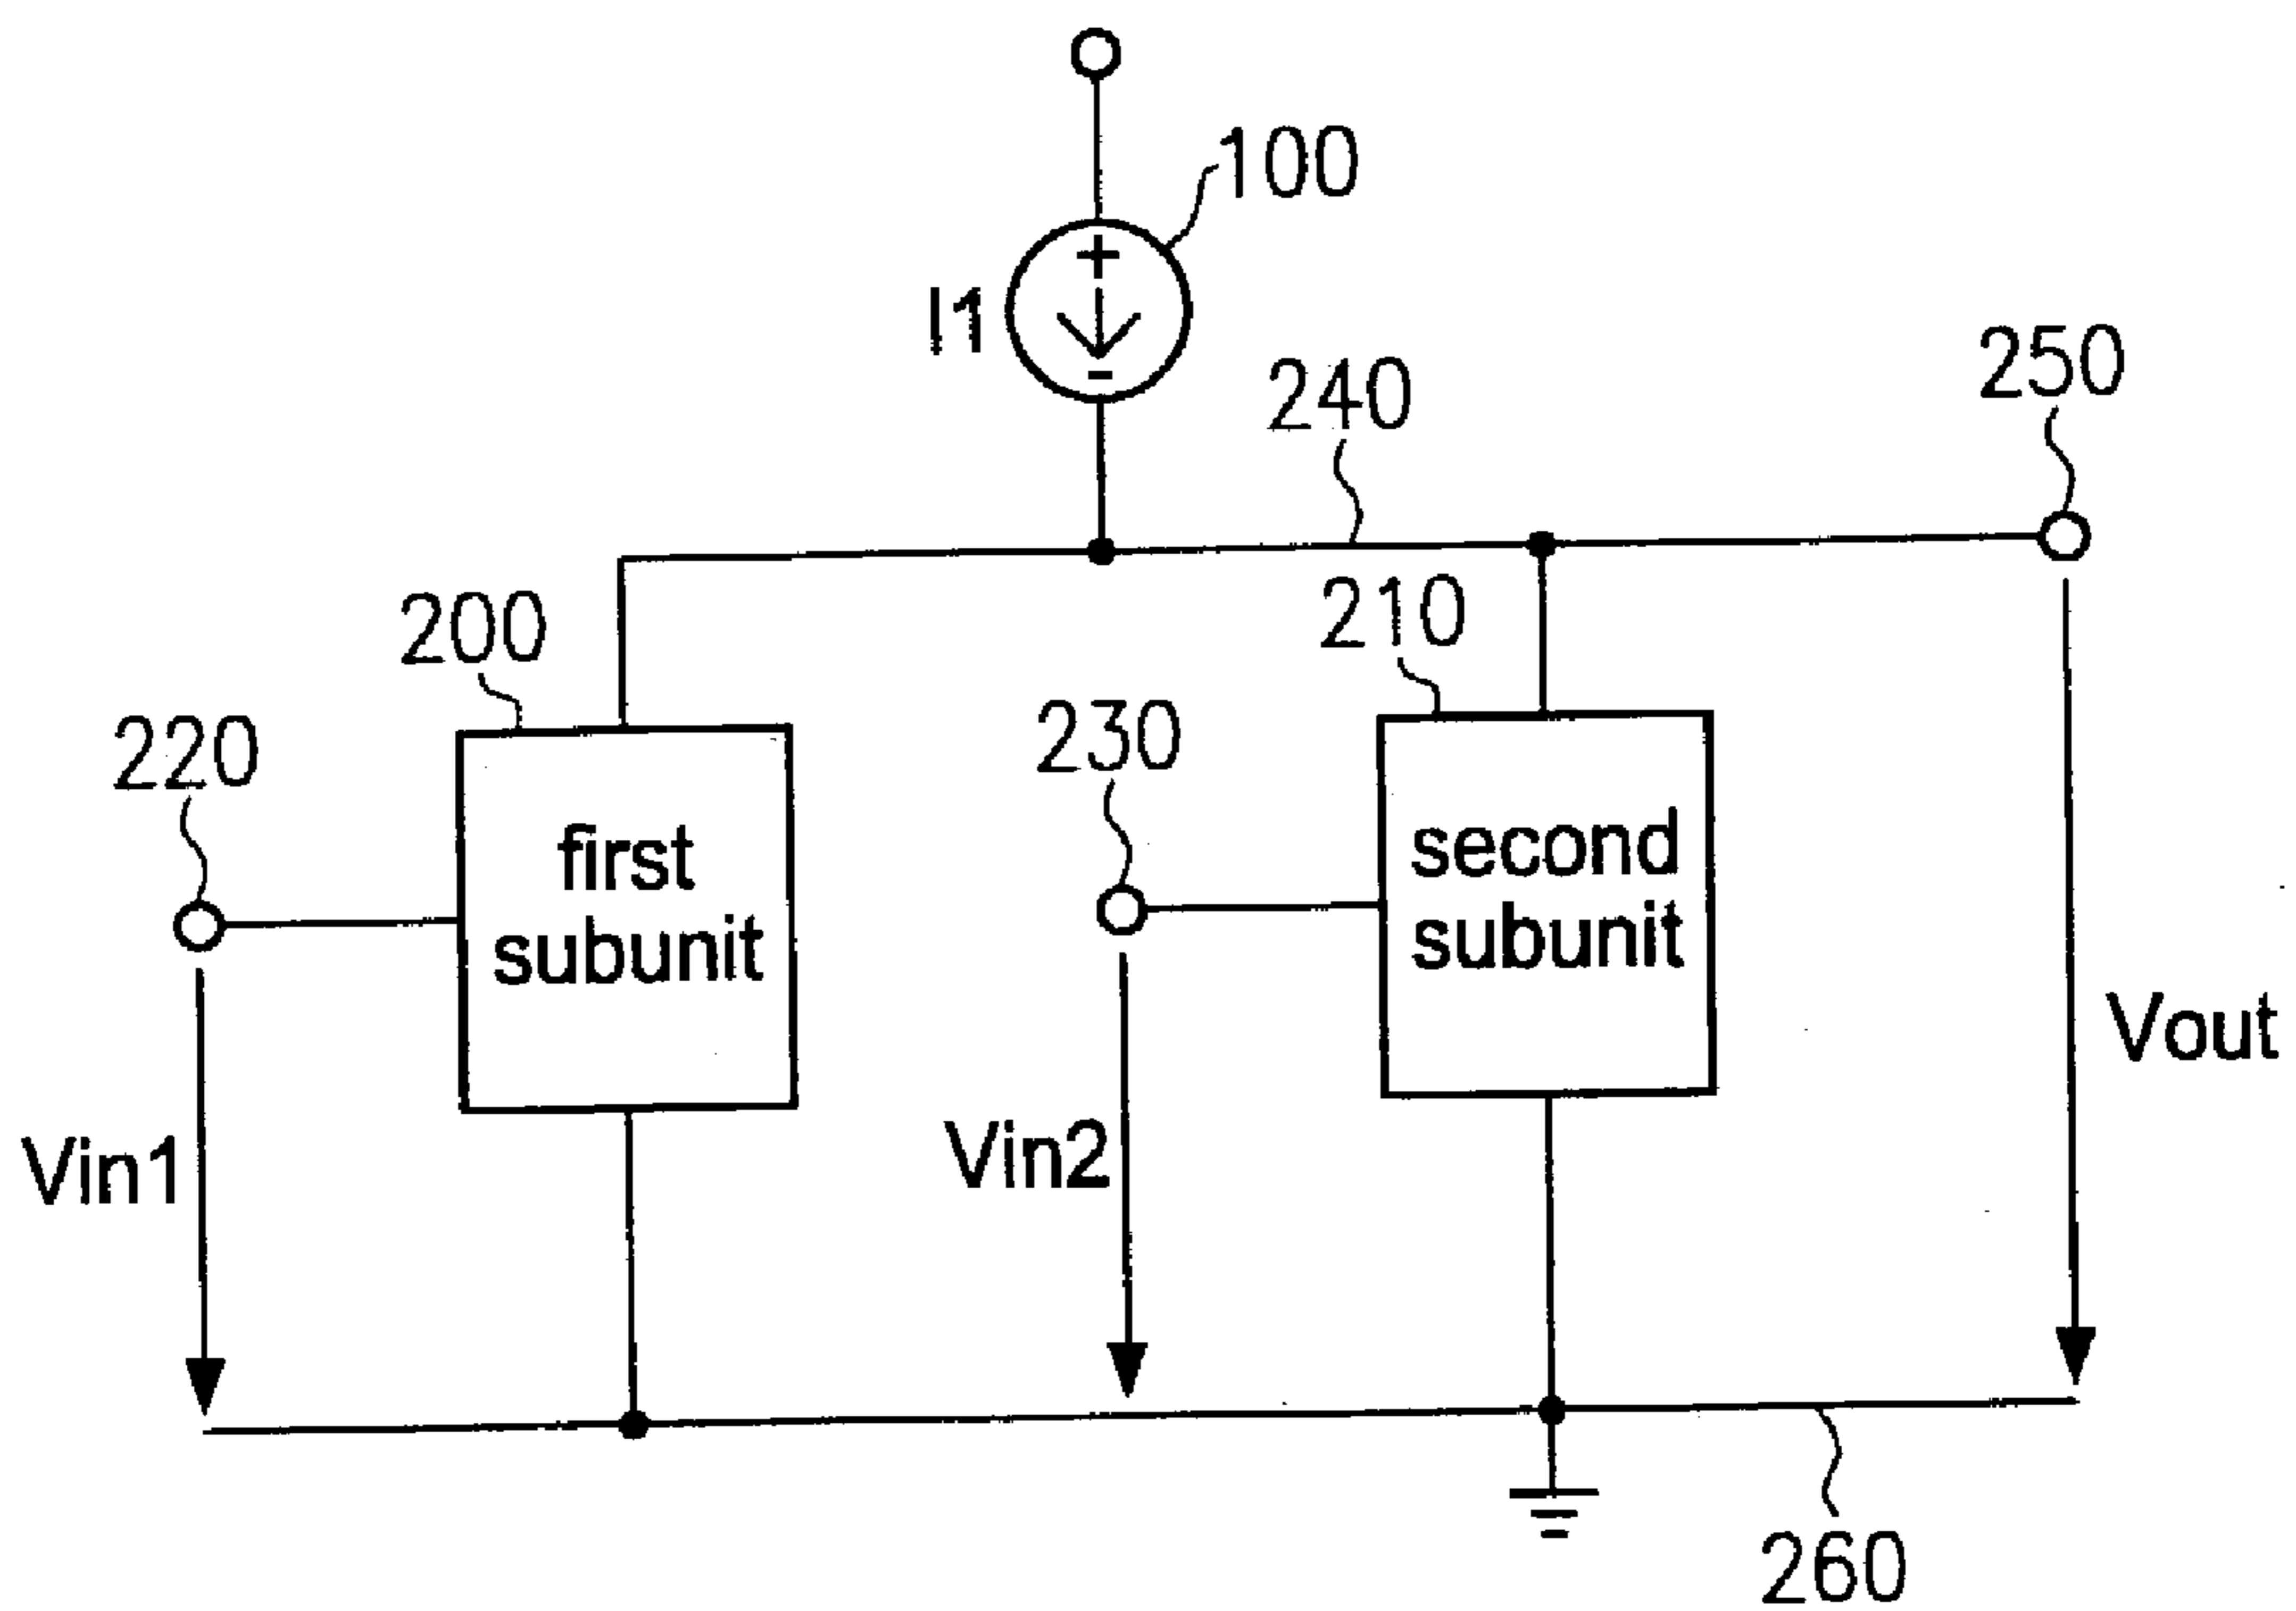 100
+
I1
-
240
250
200
210
220
230
first
subunit
second
subunit
Vout
Vin1
Vin2
260